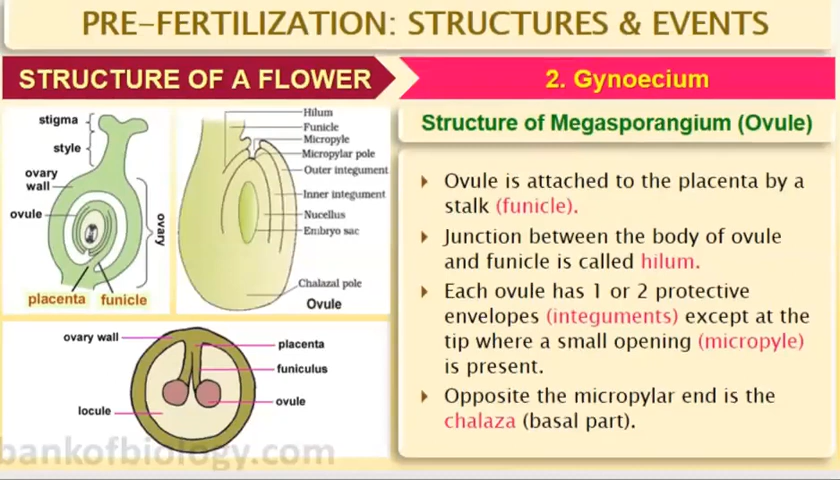 PRE-FERTILIZATION: STRUCTURES & EVENTS
STRUCTURE OF A FLOWER
2. Gynoecium
stigma
style
ovary
wall
ovule
ovary
placenta
funicle
Hilum
Funicle
Micropyle
Micropylar pole
Outer integument
Inner integument
Nucellus
Embryo sac
Chalazal pole
Ovule
ovary wall
placenta
funiculus
ovule
locule
bankofbiology.com
Structure of Megasporangium (Ovule)
Ovule is attached to the placenta by a
stalk (funicle).
Junction between the body of ovule
and funicle is called hilum.
Each ovule has 1 or 2 protective
envelopes (integuments) except at the
tip where a small opening (micropyle)
is present.
Opposite the micropylar end is the
chalaza (basal part).